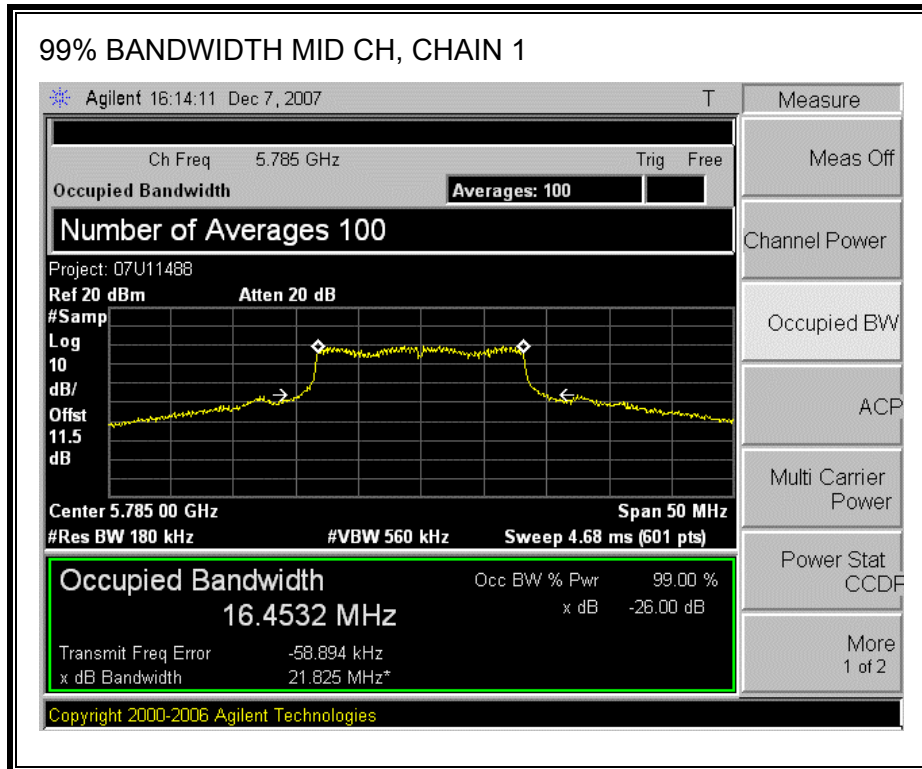 99% BANDWIDTH MID CH, CHAIN 1
Agilent 16:14:11 Dec 7, 2007 T
Measure
Ch Freq 5.785 GHz Trig Free
Meas Off
Occupied Bandwidth Averages: 100
Number of Averages 100
Channel Power
Project: 07U11488
Ref 20 dBm Atten 20 dB
#Samp
Log
10
dB/
Offst
11.5
dB
Occupied BW
ACP
Multi Carrier
Power
Center 5.785 00 GHz Span 50 MHz
#Res BW 180 kHz #VBW 560 kHz Sweep 4.68 ms (601 pts)
Occupied Bandwidth Occ BW % Pwr 99.00 %
16.4532 MHz x dB -26.00 dB
Power Stat
CCDF
Transmit Freq Error -58.894 kHz
x dB Bandwidth 21.825 MHz*
More
1 of 2
Copyright 2000-2006 Agilent Technologies